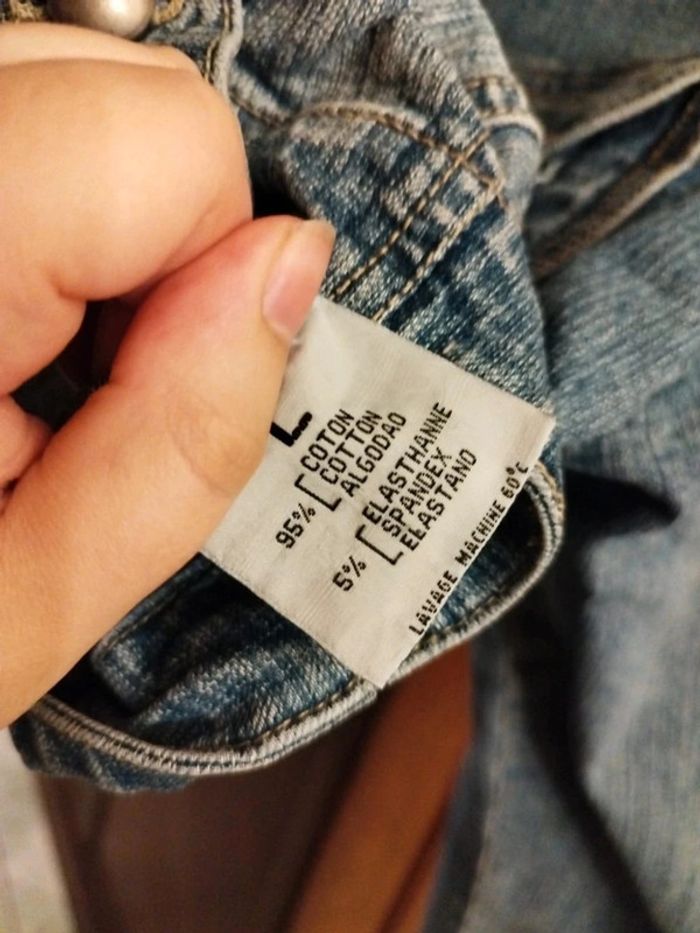 L
95% COTON
COTTON
ALGODAO
5% ELASTHANNE
SPANDEX
ELASTANO
LAVAGE MACHINE 60°C